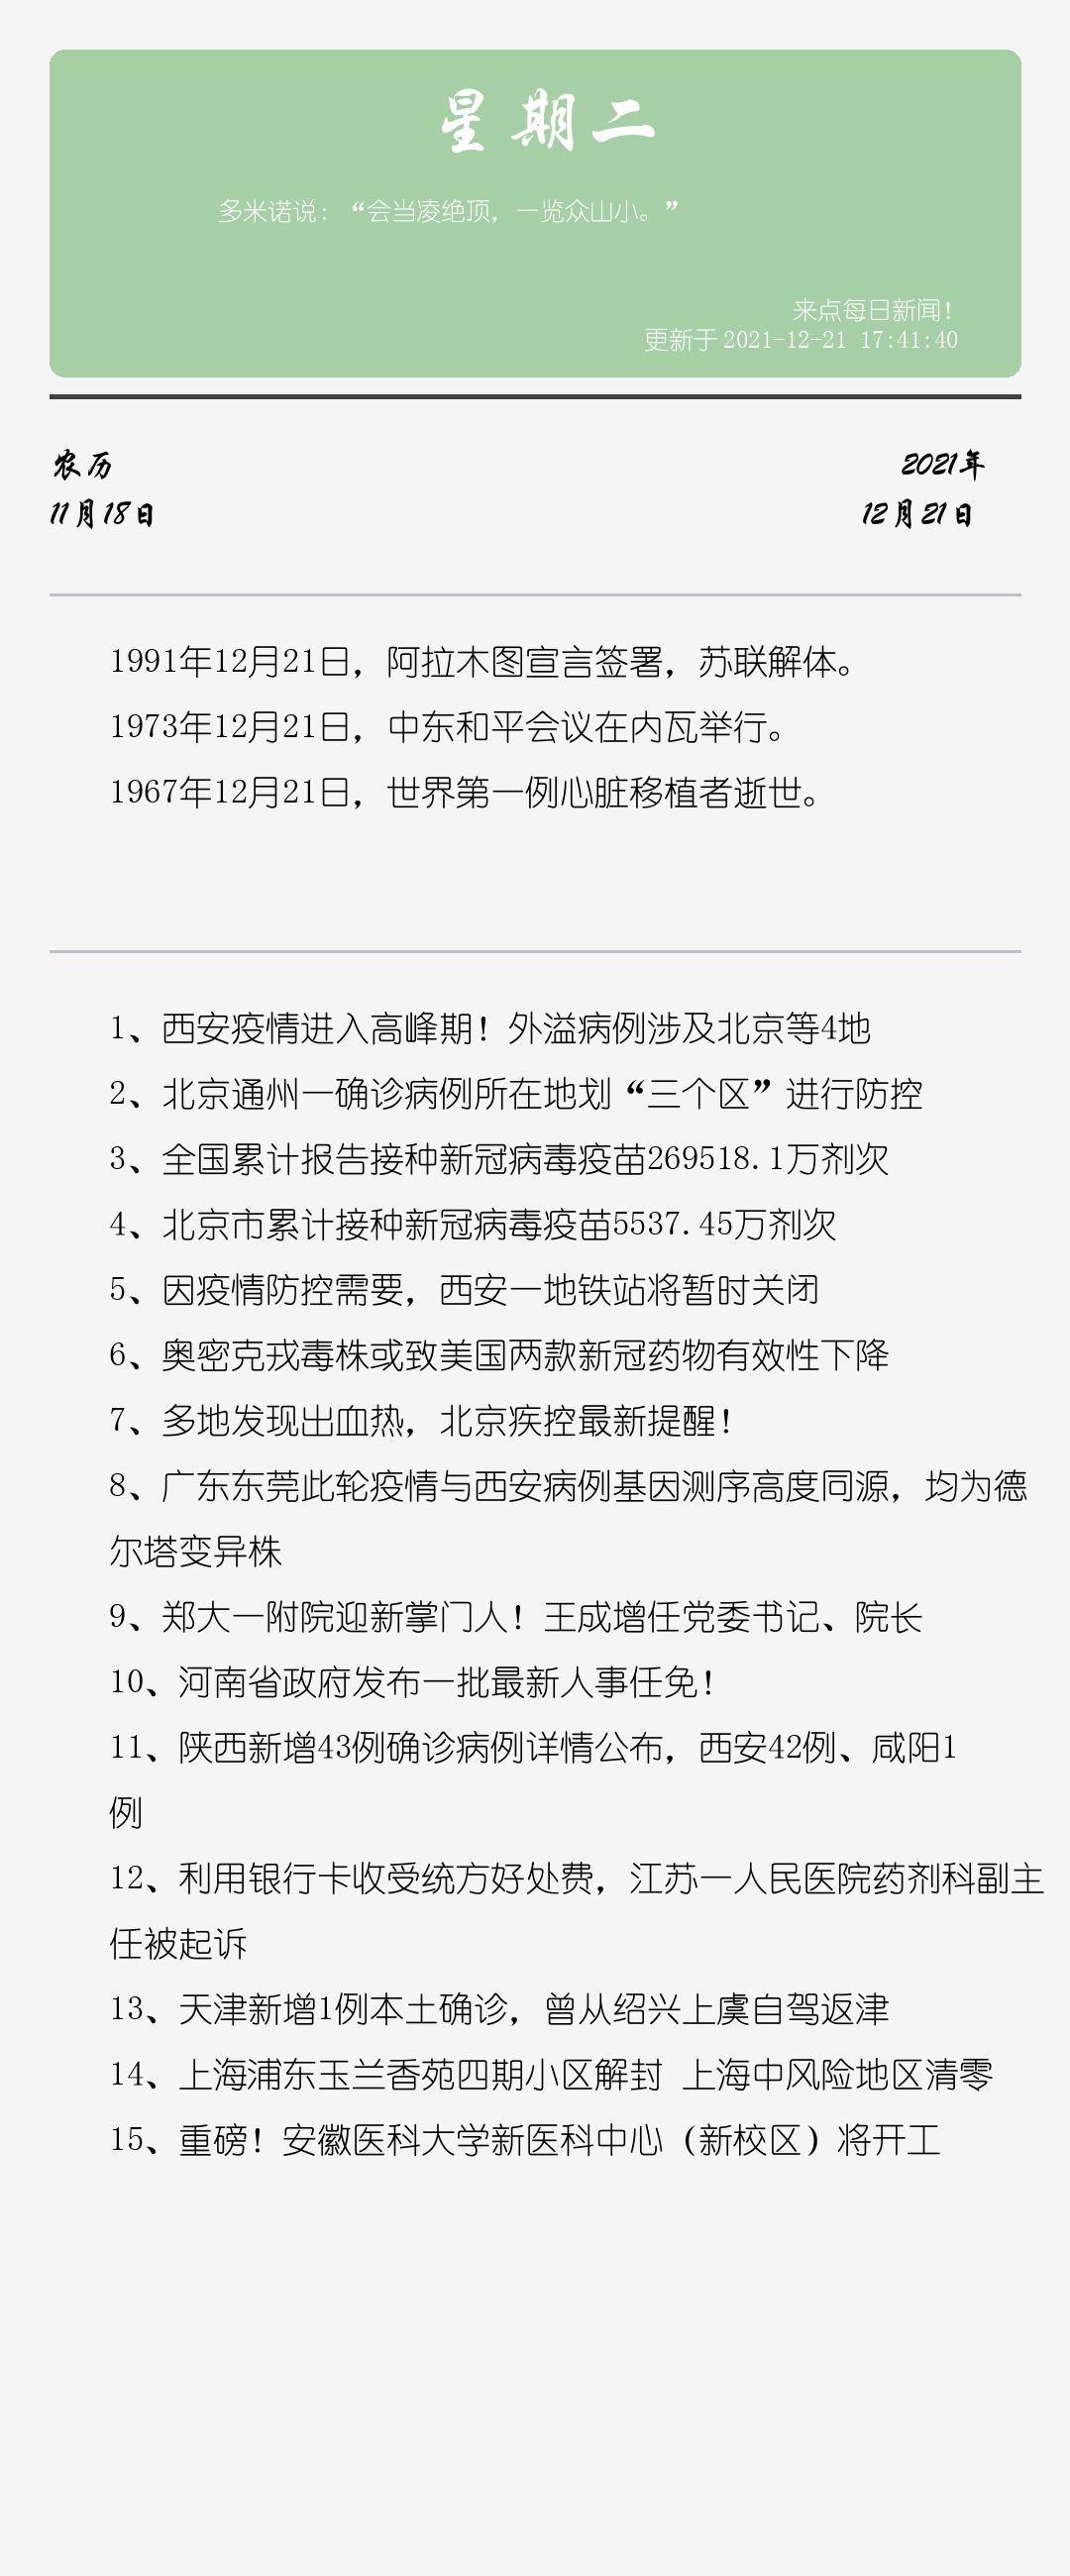 星期二
多米诺说：“会当凌绝顶，一览众山小。”
来点每日新闻！
更新于 2021-12-21 17:41:40
农历
2021年
11月18日
12月21日
1991年12月21日，阿拉木图宣言签署，苏联解体。
1973年12月21日，中东和平会议在内瓦举行。
1967年12月21日，世界第一例心脏移植者逝世。
1、西安疫情进入高峰期！外溢病例涉及北京等4地
2、北京通州一确诊病例所在地划“三个区”进行防控
3、全国累计报告接种新冠病毒疫苗269518.1万剂次
4、北京市累计接种新冠病毒疫苗5537.45万剂次
5、因疫情防控需要，西安一地铁站将暂时关闭
6、奥密克戎毒株或致美国两款新冠药物有效性下降
7、多地发现出血热，北京疾控最新提醒！
8、广东东莞此轮疫情与西安病例基因测序高度同源，均为德
尔塔变异株
9、郑大一附院迎新掌门人！王成增任党委书记、院长
10、河南省政府发布一批最新人事任免！
11、陕西新增43例确诊病例详情公布，西安42例、咸阳1
例
12、利用银行卡收受统方好处费，江苏一人民医院药剂科副主
任被起诉
13、天津新增1例本土确诊，曾从绍兴上虞自驾返津
14、上海浦东玉兰香苑四期小区解封 上海中风险地区清零
15、重磅！安徽医科大学新医科中心（新校区）将开工